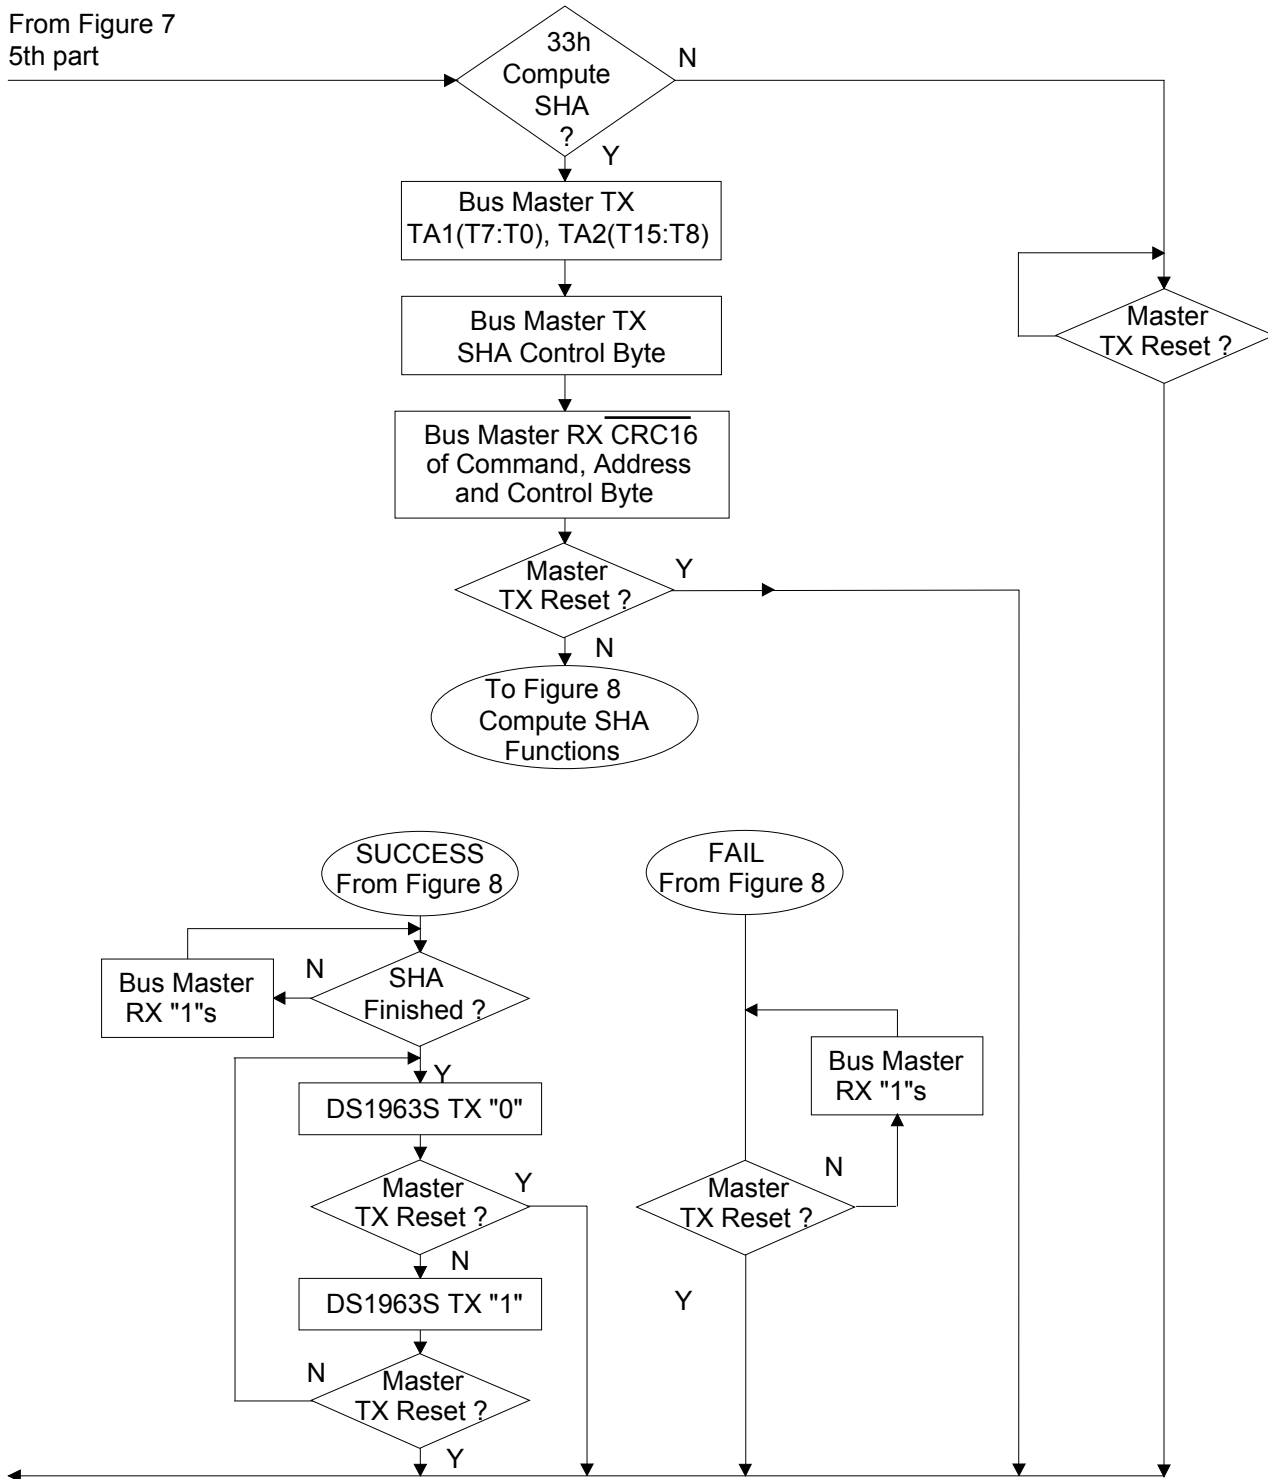 From Figure 7
5th part
33h
Compute
SHA
?
N
Y
Bus Master TX
TA1(T7:T0), TA2(T15:T8)
Bus Master TX
SHA Control Byte
Master
TX Reset ?
Bus Master RX CRC16
of Command, Address
and Control Byte
Master
TX Reset ?
Y
N
To Figure 8
Compute SHA
Functions
SUCCESS
From Figure 8
FAIL
From Figure 8
Bus Master
RX "1"s
N
SHA
Finished ?
Y
Bus Master
RX "1"s
DS1963S TX "0"
Master
TX Reset ?
Y
N
Master
TX Reset ?
N
Y
DS1963S TX "1"
N
Master
TX Reset ?
Y